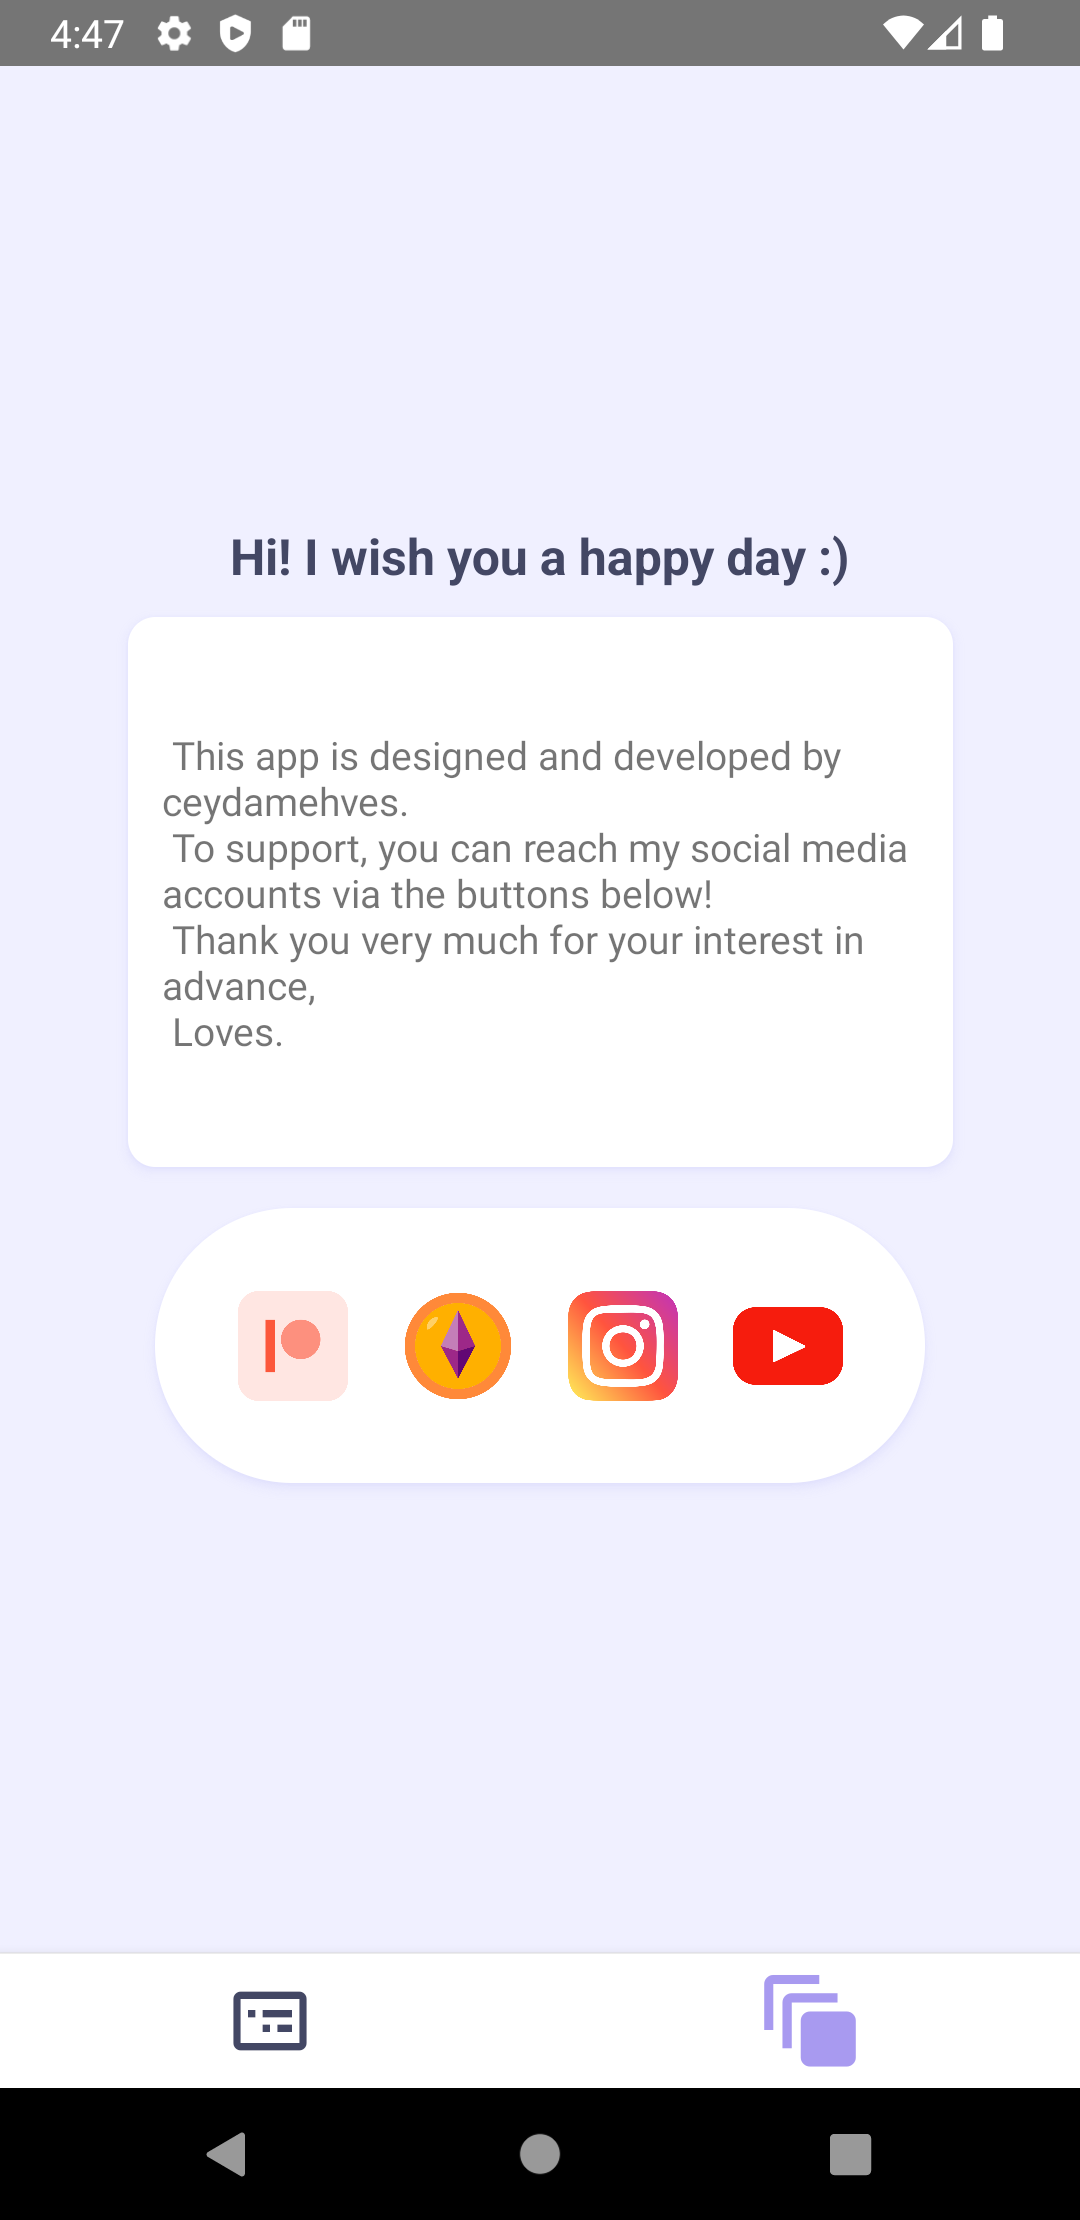 4:47
Hi! I wish you a happy day :)
This app is designed and developed by
ceydamehves.
To support, you can reach my social media
accounts via the buttons below!
Thank you very much for your interest in
advance,
Loves.